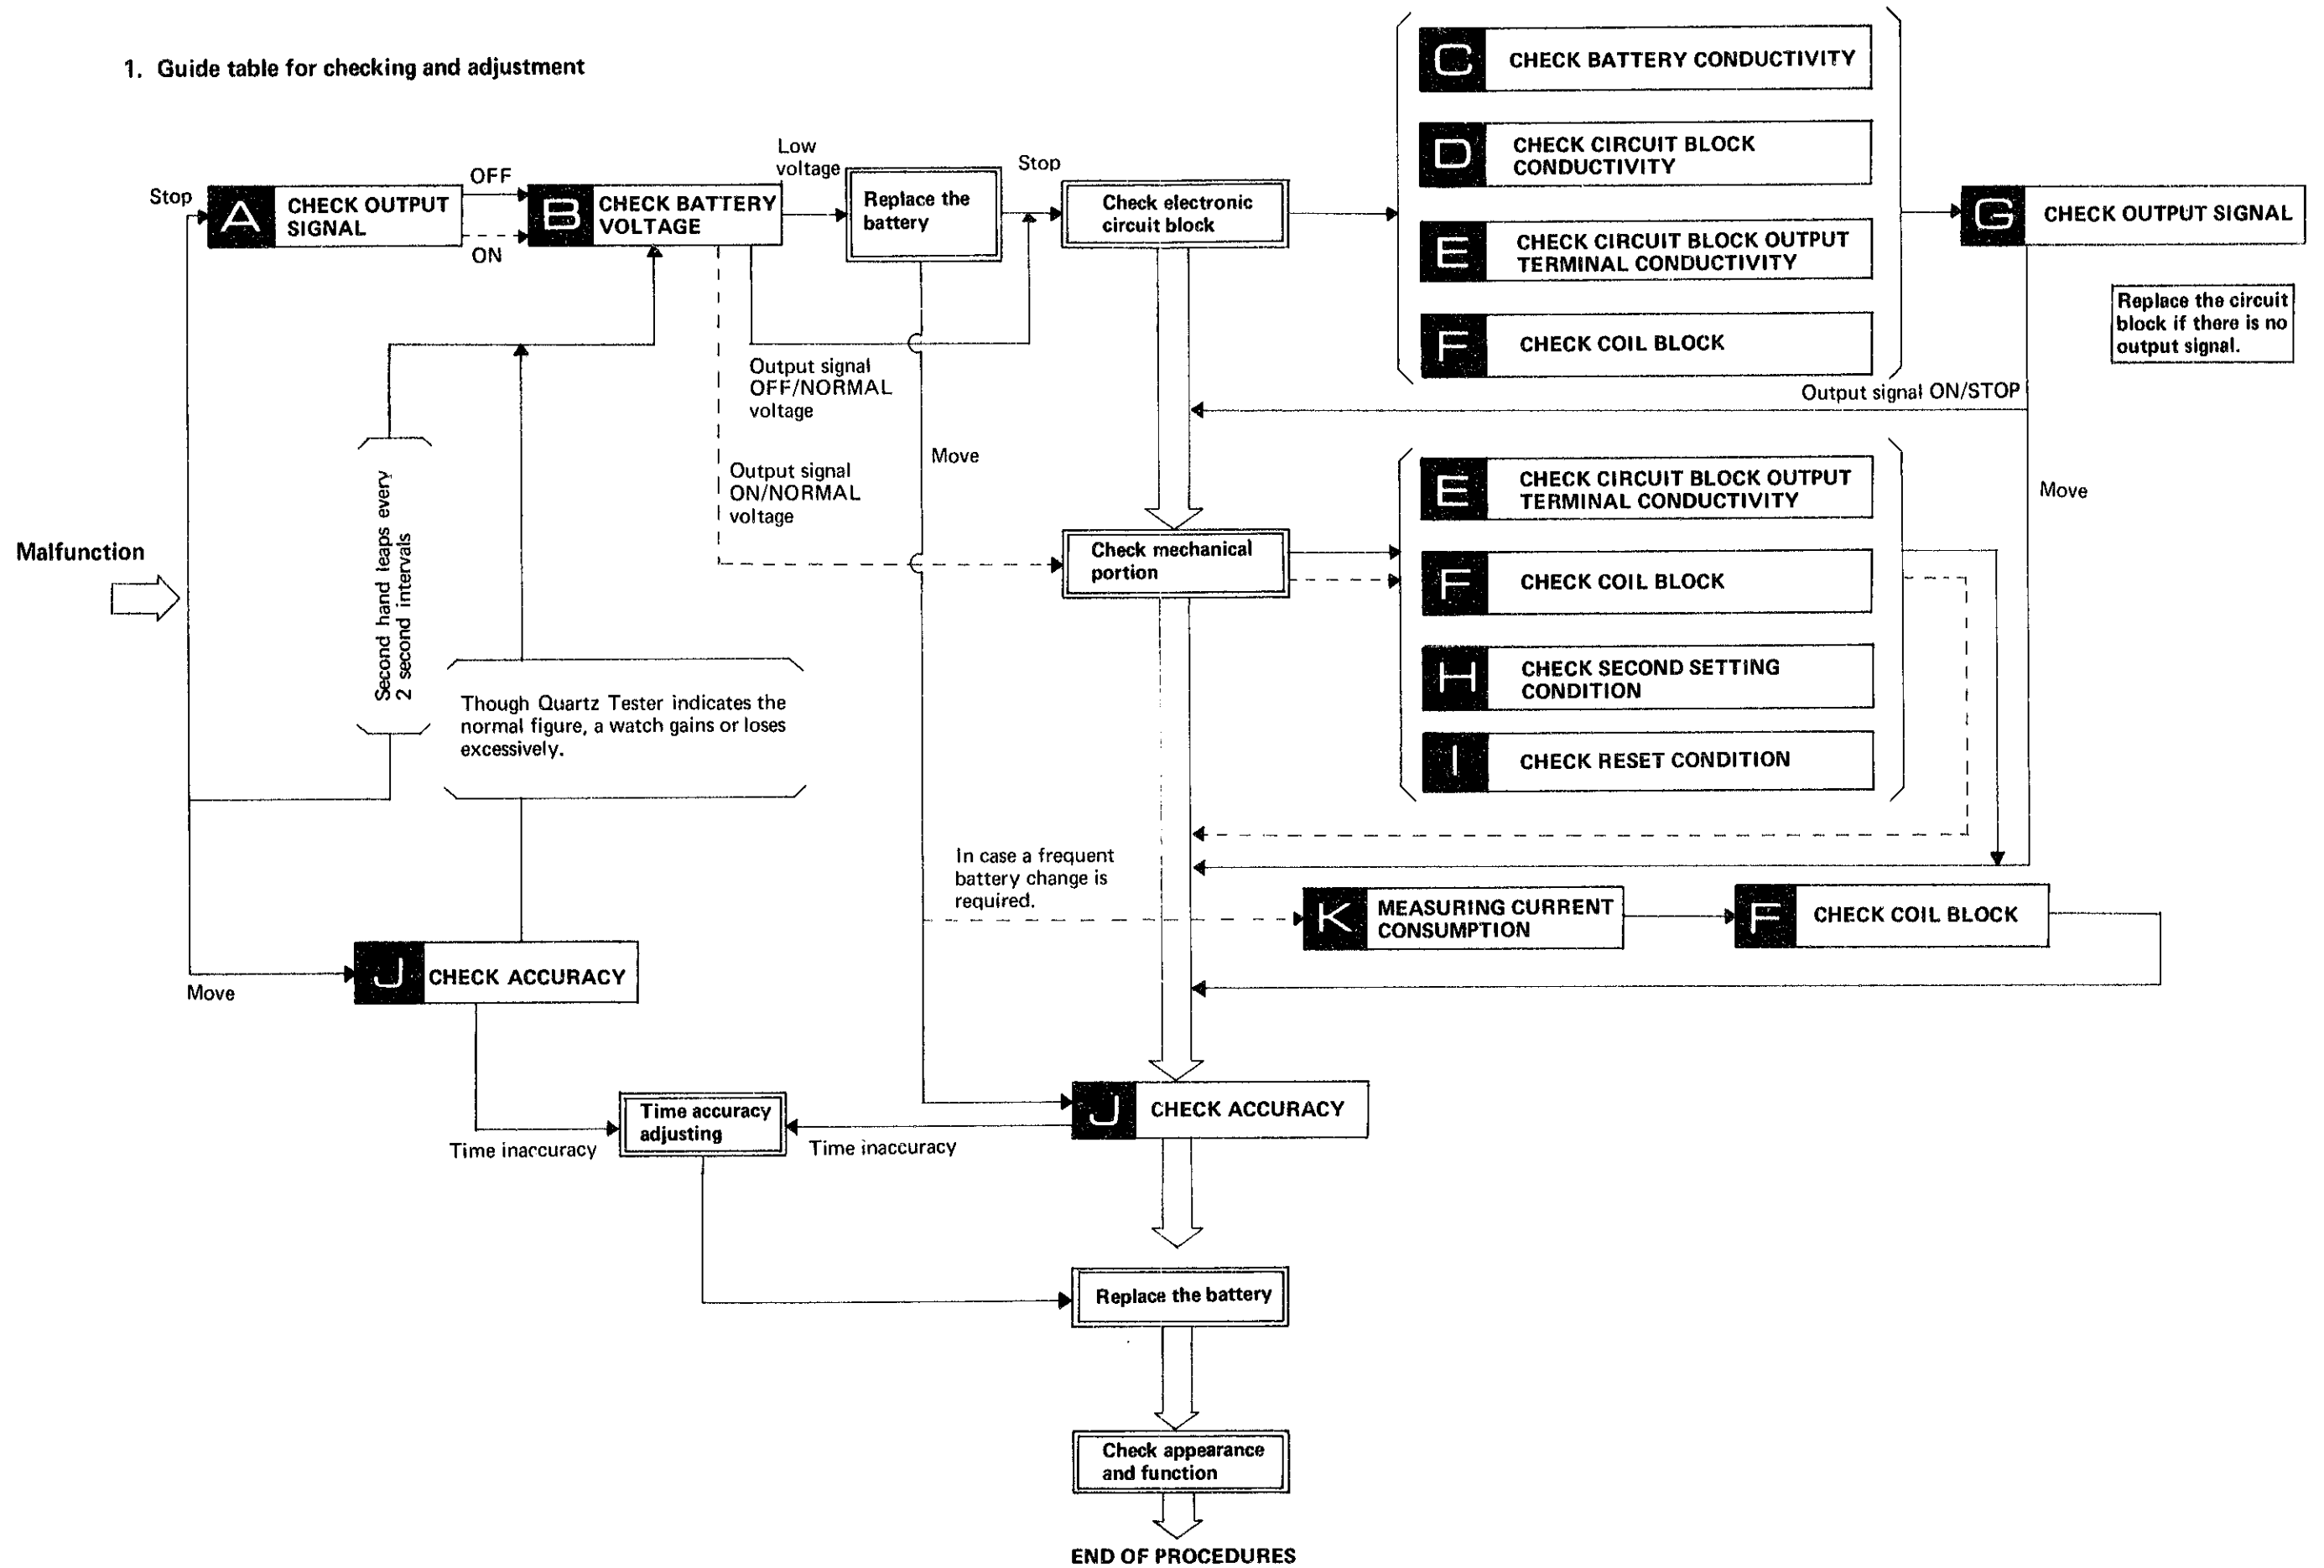 1. Guide table for checking and adjustment
Stop
A
CHECK OUTPUT
SIGNAL
OFF
ON
B
CHECK BATTERY
VOLTAGE
Low
voltage
Replace the
battery
Stop
Check electronic
circuit block
C
CHECK BATTERY CONDUCTIVITY
D
CHECK CIRCUIT BLOCK
CONDUCTIVITY
E
CHECK CIRCUIT BLOCK OUTPUT
TERMINAL CONDUCTIVITY
F
CHECK COIL BLOCK
G
CHECK OUTPUT SIGNAL
Replace the circuit
block if there is no
output signal.
Output signal ON/STOP
Output signal
OFF/NORMAL
voltage
Output signal
ON/NORMAL
voltage
Move
Move
Malfunction
Second hand leaps every
2 second intervals
Though Quartz Tester indicates the
normal figure, a watch gains or loses
excessively.
Check mechanical
portion
E
CHECK CIRCUIT BLOCK OUTPUT
TERMINAL CONDUCTIVITY
F
CHECK COIL BLOCK
H
CHECK SECOND SETTING
CONDITION
I
CHECK RESET CONDITION
In case a frequent
battery change is
required.
K
MEASURING CURRENT
CONSUMPTION
F
CHECK COIL BLOCK
Move
J
CHECK ACCURACY
Time inaccuracy
Time accuracy
adjusting
Time inaccuracy
J
CHECK ACCURACY
Replace the battery
Check appearance
and function
END OF PROCEDURES